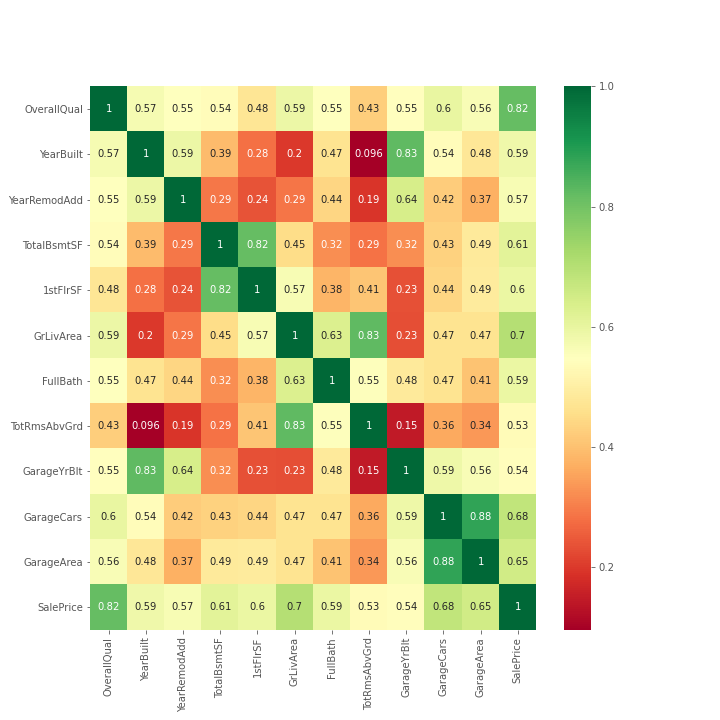 OverallQual 1 0.57 0.55 0.54 0.48 0.59 0.55 0.43 0.55 0.6 0.56 0.82
YearBuilt 0.57 1 0.59 0.39 0.28 0.2 0.47 0.096 0.83 0.54 0.48 0.59
YearRemodAdd 0.55 0.59 1 0.29 0.24 0.29 0.44 0.19 0.64 0.42 0.37 0.57
TotalBsmtSF 0.54 0.39 0.29 1 0.82 0.45 0.32 0.29 0.32 0.43 0.49 0.61
1stFlrSF 0.48 0.28 0.24 0.82 1 0.57 0.38 0.41 0.23 0.44 0.49 0.6
GrLivArea 0.59 0.2 0.29 0.45 0.57 1 0.63 0.83 0.23 0.47 0.47 0.7
FullBath 0.55 0.47 0.44 0.32 0.38 0.63 1 0.55 0.48 0.47 0.41 0.59
TotRmsAbvGrd 0.43 0.096 0.19 0.29 0.41 0.83 0.55 1 0.15 0.36 0.34 0.53
GarageYrBlt 0.55 0.83 0.64 0.32 0.23 0.23 0.48 0.15 1 0.59 0.56 0.54
GarageCars 0.6 0.54 0.42 0.43 0.44 0.47 0.47 0.36 0.59 1 0.88 0.68
GarageArea 0.56 0.48 0.37 0.49 0.49 0.47 0.41 0.34 0.56 0.88 1 0.65
SalePrice 0.82 0.59 0.57 0.61 0.6 0.7 0.59 0.53 0.54 0.68 0.65 1
OverallQual
YearBuilt
YearRemodAdd
TotalBsmtSF
1stFlrSF
GrLivArea
FullBath
TotRmsAbvGrd
GarageYrBlt
GarageCars
GarageArea
SalePrice
1.0
0.8
0.6
0.4
0.2